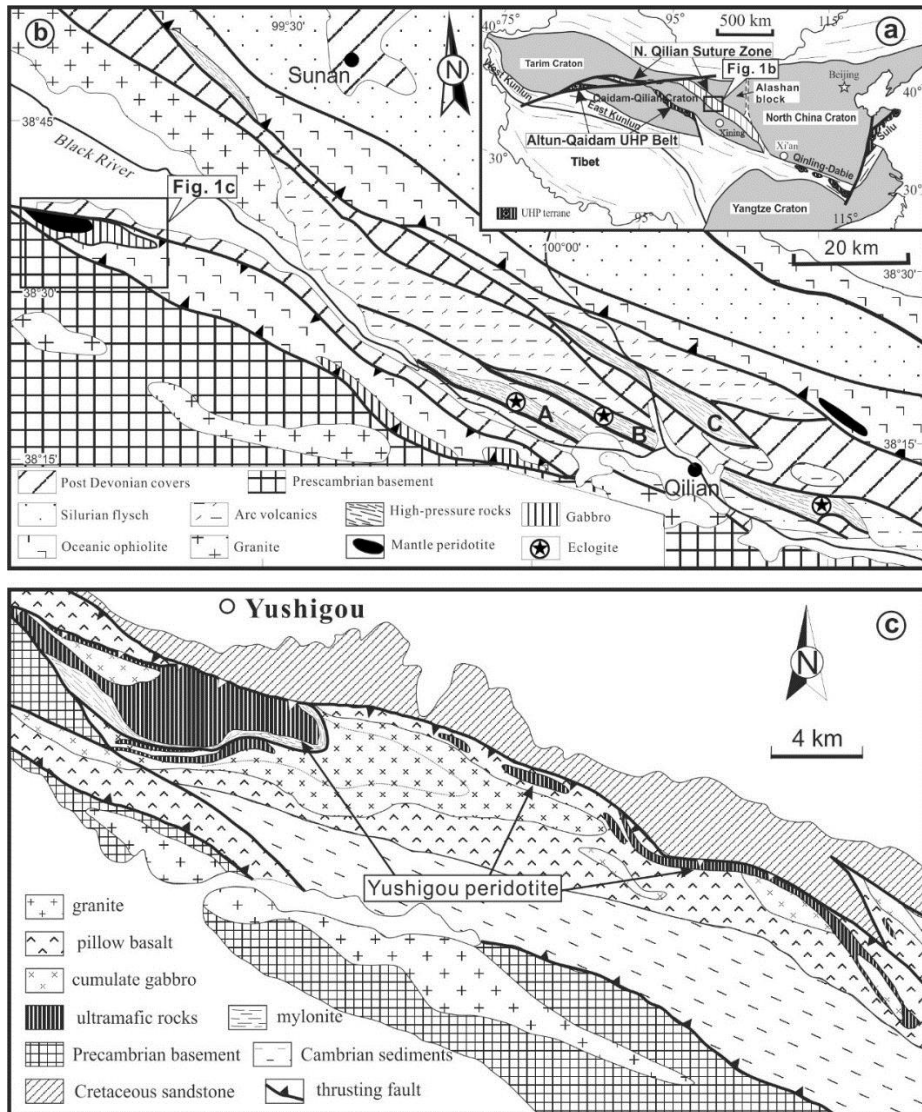 b
99,30'
Sunan
N
38°45'
Black River
Fig. 1c
38°30'
100°00'
38°15'
A
B
C
Qilian
20 km
38°30'
38°15'
40°75°
95°
500 km
115°
a
N. Qilian Suture Zone
Fig. 1b
Tarim Craton
Beijing
40°
West Kunlun
Qaidam-Qilian Craton
Alashan
block
East Kunlun
North China Craton
Xining
Altun-Qaidam UHP Belt
Sulu
Xi'an
30°
Tibet
Qinling-Dabie
30°
UHP terrane
95°
Yangtze Craton
115°
Post Devonian covers
Prescambrian basement
Silurian flysch
Arc volcanics
High-pressure rocks
Gabbro
Oceanic ophiolite
Granite
Mantle peridotite
Eclogite
Yushigou
N
c
4 km
Yushigou peridotite
granite
pillow basalt
cumulate gabbro
ultramafic rocks
mylonite
Precambrian basement
Cambrian sediments
Cretaceous sandstone
thrusting fault